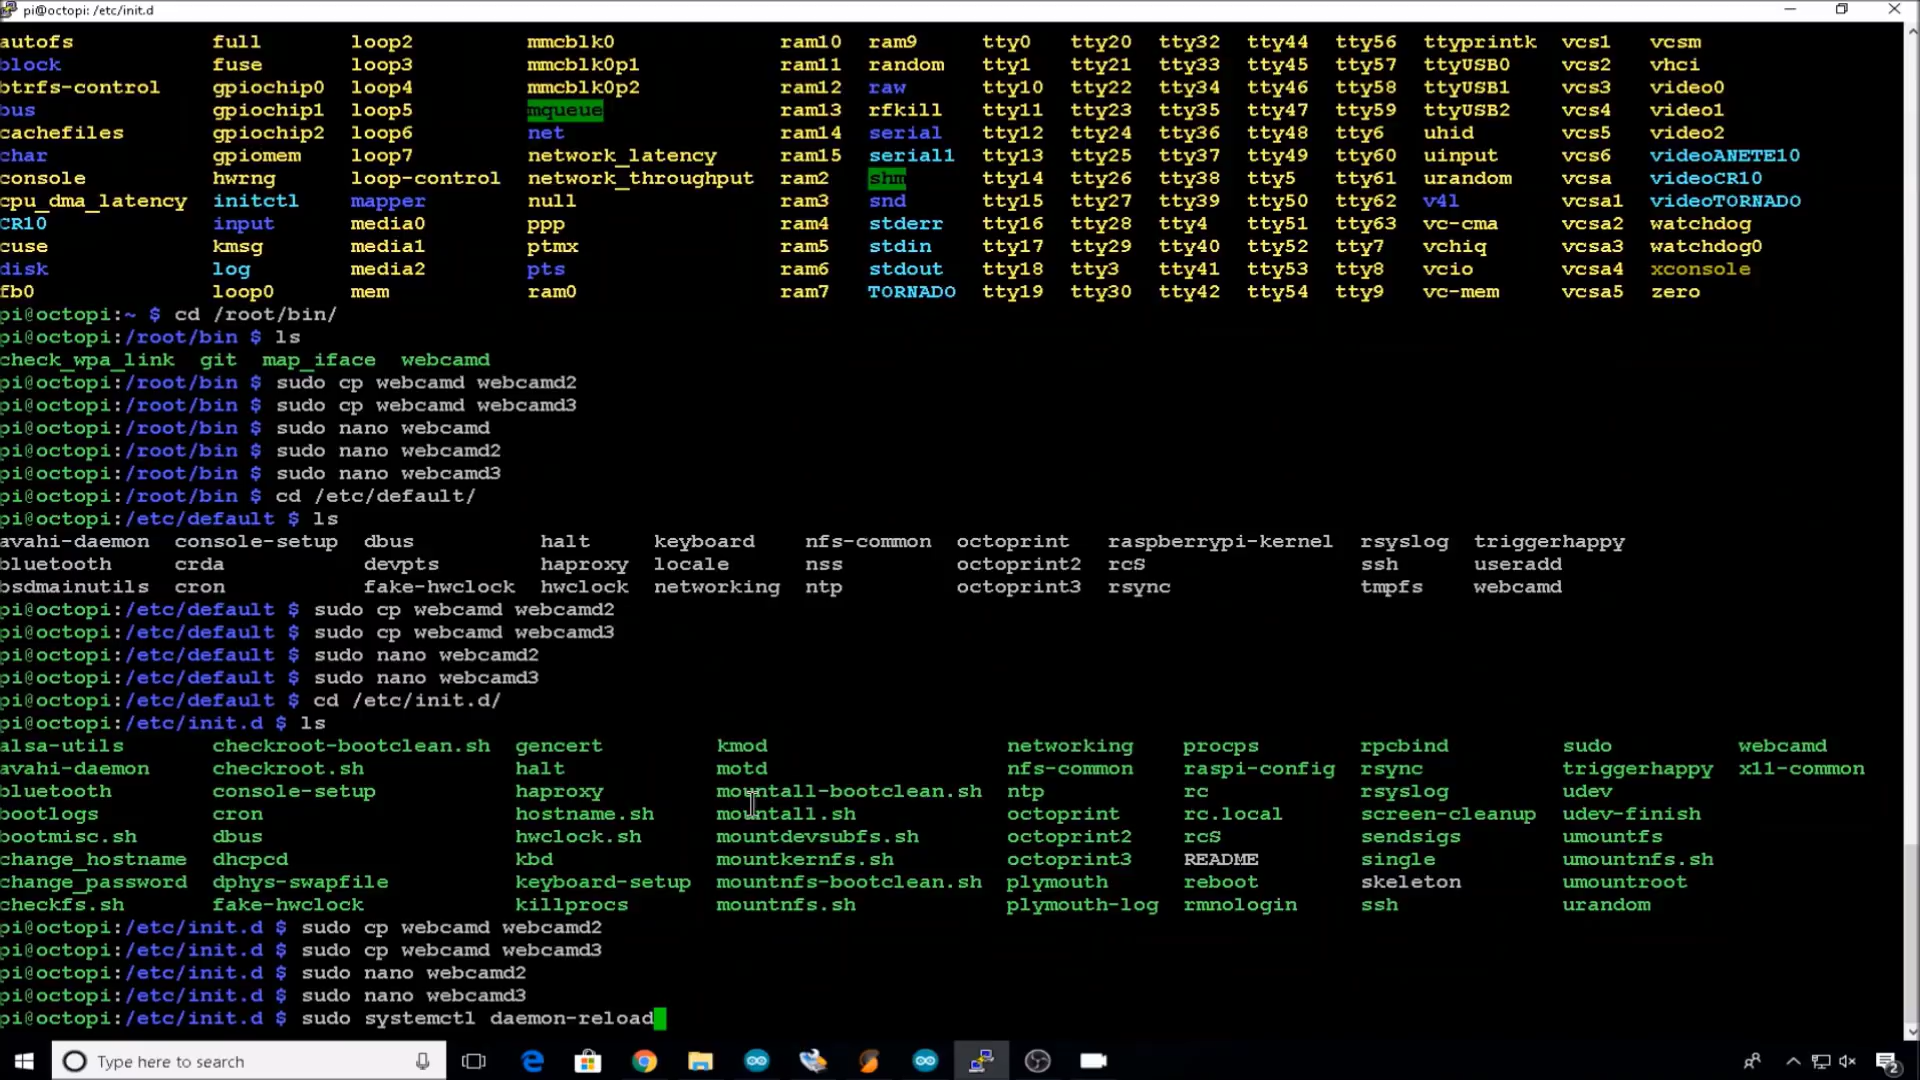 pi@octopi: /etc/init.d
autofs full loop2 mmcblk0 ram10 ram9 tty0 tty20 tty32 tty44 tty56 ttyprintk vcs1 vcsm
block fuse loop3 mmcblk0p1 ram11 random tty1 tty21 tty33 tty45 tty57 ttyUSB0 vcs2 vhci
btrfs-control gpiochip0 loop4 mmcblk0p2 ram12 raw tty10 tty22 tty34 tty46 tty58 ttyUSB1 vcs3 video0
bus gpiochip1 loop5 mqueue ram13 rfkill tty11 tty23 tty35 tty47 tty59 ttyUSB2 vcs4 video1
cachefiles gpiochip2 loop6 net ram14 serial tty12 tty24 tty36 tty48 tty6 uhid vcs5 video2
char gpiomem loop7 network_latency ram15 serial1 tty13 tty25 tty37 tty49 tty60 uinput vcs6 videoANETE10
console hwrng loop-control network_throughput ram2 shm tty14 tty26 tty38 tty5 tty61 urandom vcsa videoCR10
cpu_dma_latency initctl mapper null ram3 snd tty15 tty27 tty39 tty50 tty62 v4l vcsa1 videoTORNADO
CR10 input media0 ppp ram4 stderr tty16 tty28 tty4 tty51 tty63 vc-cma vcsa2 watchdog
cuse kmsg media1 ptmx ram5 stdin tty17 tty29 tty40 tty52 tty7 vchiq vcsa3 watchdog0
disk log media2 pts ram6 stdout tty18 tty3 tty41 tty53 tty8 vcio vcsa4 xconsole
fb0 loop0 mem ram0 ram7 TORNADO tty19 tty30 tty42 tty54 tty9 vc-mem vcsa5 zero
pi@octopi:~ $ cd /root/bin/
pi@octopi:/root/bin $ ls
check_wpa_link git map_iface webcamd
pi@octopi:/root/bin $ sudo cp webcamd webcamd2
pi@octopi:/root/bin $ sudo cp webcamd webcamd3
pi@octopi:/root/bin $ sudo nano webcamd
pi@octopi:/root/bin $ sudo nano webcamd2
pi@octopi:/root/bin $ sudo nano webcamd3
pi@octopi:/root/bin $ cd /etc/default/
pi@octopi:/etc/default $ ls
avahi-daemon console-setup dbus halt keyboard nfs-common octoprint raspberrypi-kernel rsyslog triggerhappy
bluetooth crda devpts haproxy locale nss octoprint2 rcS ssh useradd
bsdmainutils cron fake-hwclock hwclock networking ntp octoprint3 rsync tmpfs webcamd
pi@octopi:/etc/default $ sudo cp webcamd webcamd2
pi@octopi:/etc/default $ sudo cp webcamd webcamd3
pi@octopi:/etc/default $ sudo nano webcamd2
pi@octopi:/etc/default $ sudo nano webcamd3
pi@octopi:/etc/default $ cd /etc/init.d/
pi@octopi:/etc/init.d $ ls
alsa-utils checkroot-bootclean.sh gencert kmod networking procps rpcbind sudo webcamd
avahi-daemon checkroot.sh halt motd nfs-common raspi-config rsync triggerhappy x11-common
bluetooth console-setup haproxy mountall-bootclean.sh ntp rc rsyslog udev
bootlogs cron hostname.sh mountall.sh octoprint rc.local screen-cleanup udev-finish
bootmisc.sh dbus hwclock.sh mountdevsubfs.sh octoprint2 rcS sendsigs umountfs
change_hostname dhcpcd kbd mountkernfs.sh octoprint3 README single umountnfs.sh
change_password dphys-swapfile keyboard-setup mountnfs-bootclean.sh plymouth reboot skeleton umountroot
checkfs.sh fake-hwclock killprocs mountnfs.sh plymouth-log rmnologin ssh urandom
pi@octopi:/etc/init.d $ sudo cp webcamd webcamd2
pi@octopi:/etc/init.d $ sudo cp webcamd webcamd3
pi@octopi:/etc/init.d $ sudo nano webcamd2
pi@octopi:/etc/init.d $ sudo nano webcamd3
pi@octopi:/etc/init.d $ sudo systemctl daemon-reload
Type here to search
2